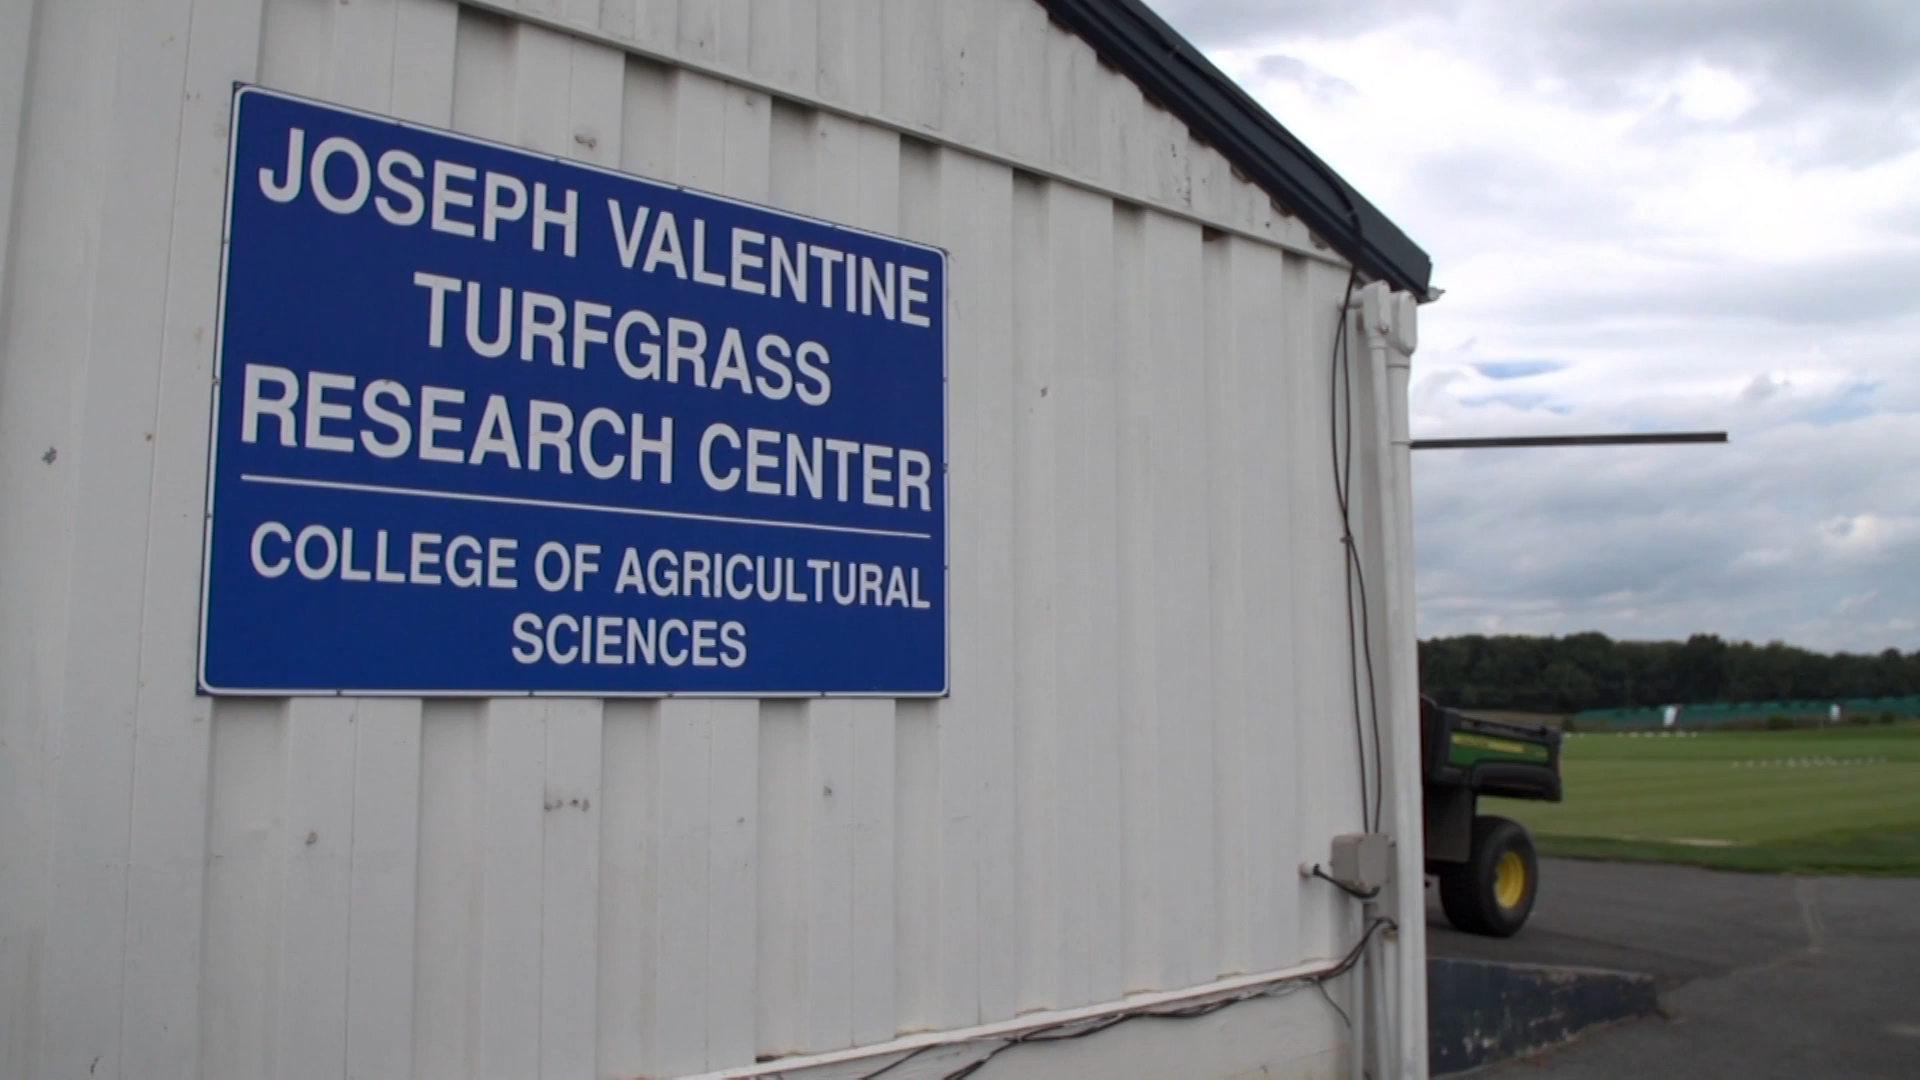 JOSEPH VALENTINE
TURFGRASS
RESEARCH CENTER
COLLEGE OF AGRICULTURAL
SCIENCES